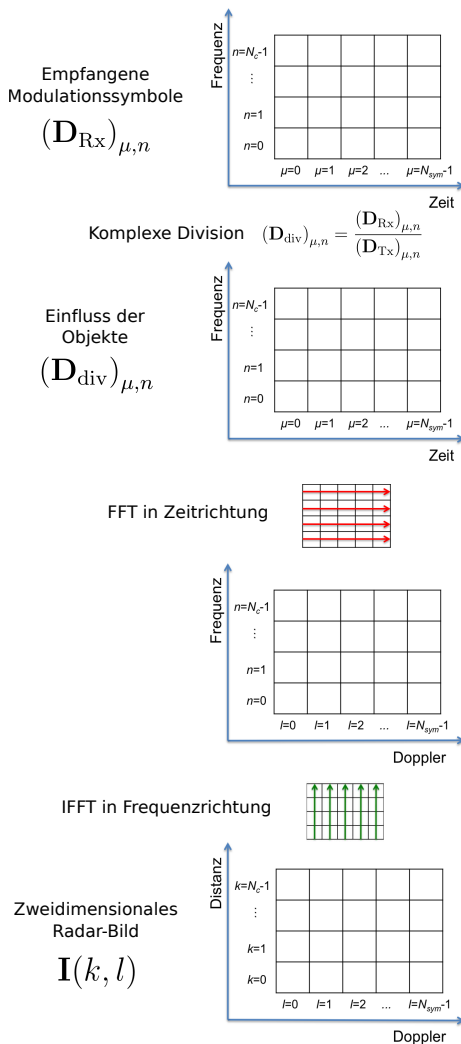 Empfangene
Modulationssymbole
(D_Rx)_μ,n
Frequenz
n=N_c-1
⋮
n=1
n=0
μ=0 μ=1 μ=2 ... μ=N_sym-1
Zeit
Komplexe Division (D_div)_μ,n = (D_Rx)_μ,n / (D_Tx)_μ,n
Einfluss der
Objekte
(D_div)_μ,n
Frequenz
n=N_c-1
⋮
n=1
n=0
μ=0 μ=1 μ=2 ... μ=N_sym-1
Zeit
FFT in Zeitrichtung
Frequenz
n=N_c-1
⋮
n=1
n=0
l=0 l=1 l=2 ... l=N_sym-1
Doppler
IFFT in Frequenzrichtung
Zweidimensionales
Radar-Bild
I(k, l)
Distanz
k=N_c-1
⋮
k=1
k=0
l=0 l=1 l=2 ... l=N_sym-1
Doppler